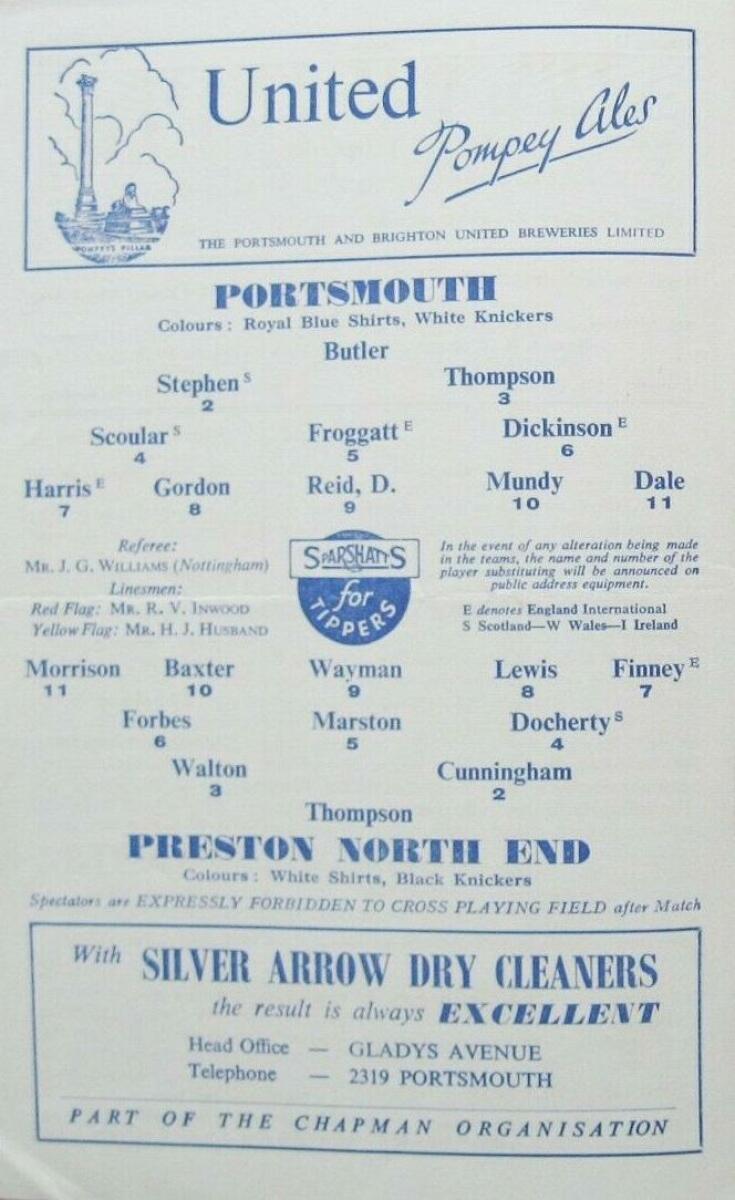 United
Pompey Ales
POMPEY'S PILLAR
THE PORTSMOUTH AND BRIGHTON UNITED BREWERIES LIMITED
PORTSMOUTH
Colours: Royal Blue Shirts, White Knickers
Butler
Stephen S Thompson
2 3
Scoular S Froggatt E Dickinson E
4 5 6
Harris E Gordon Reid, D. Mundy Dale
7 8 9 10 11
Referee:
MR. J. G. WILLIAMS (Nottingham)
Linesmen:
Red Flag: MR. R. V. INWOOD
Yellow Flag: MR. H. J. HUSBAND
SPARSHATTS
for
TIPPERS
In the event of any alteration being made
in the teams, the name and number of the
player substituting will be announced on
public address equipment.
E denotes England International
S Scotland—W Wales—I Ireland
Morrison Baxter Wayman Lewis Finney E
11 10 9 8 7
Forbes Marston Docherty S
6 5 4
Walton Cunningham
3 2
Thompson
PRESTON NORTH END
Colours: White Shirts, Black Knickers
Spectators are EXPRESSLY FORBIDDEN TO CROSS PLAYING FIELD after Match
With SILVER ARROW DRY CLEANERS
the result is always EXCELLENT
Head Office — GLADYS AVENUE
Telephone — 2319 PORTSMOUTH
PART OF THE CHAPMAN ORGANISATION